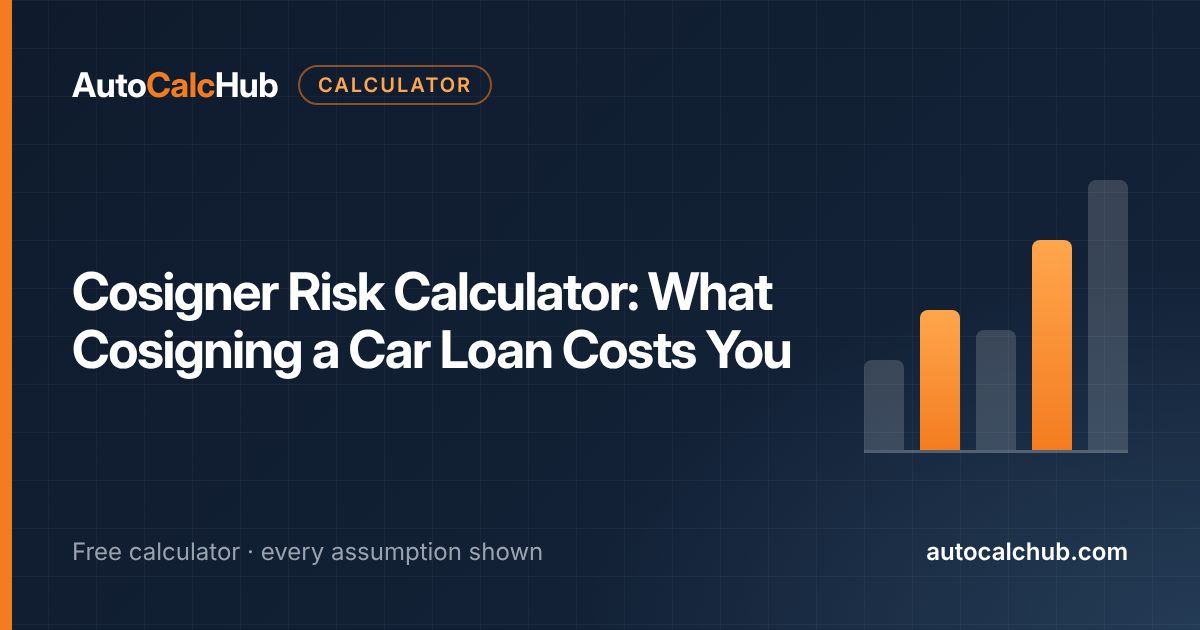 AutoCalcHub
CALCULATOR
Cosigner Risk Calculator: What
Cosigning a Car Loan Costs You
Free calculator · every assumption shown
autocalchub.com